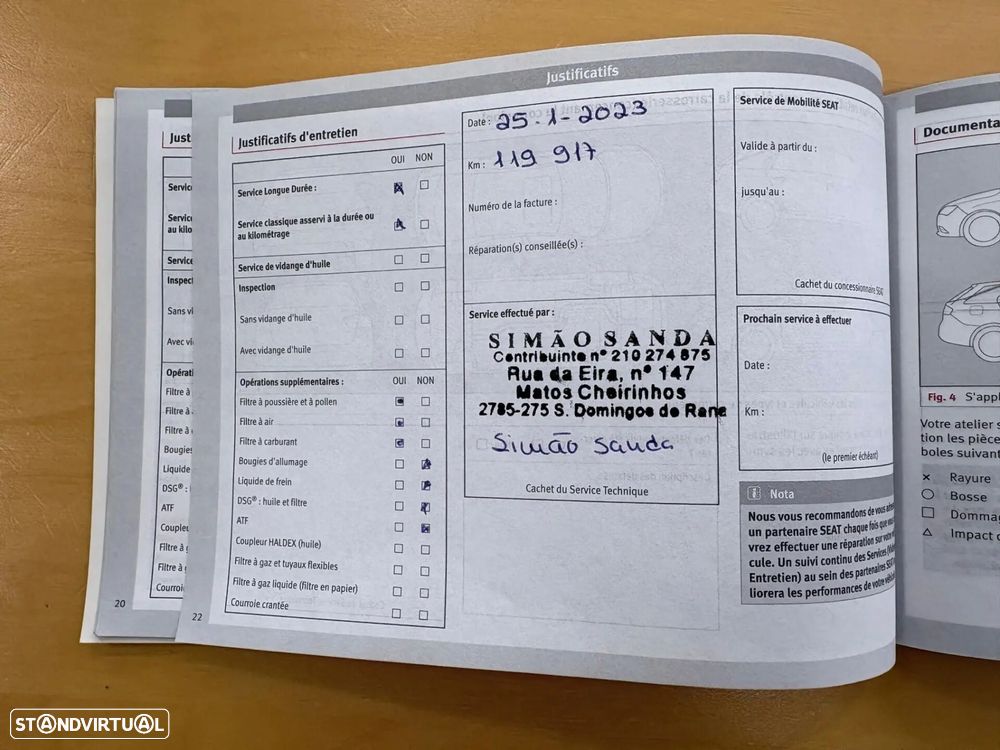 Justificatifs
Justificatifs d'entretien
OUI NON
Service Longue Durée :
Service classique asservi à la durée ou
au kilométrage
Service de vidange d'huile
Inspection
Sans vidange d'huile
Avec vidange d'huile
Opérations supplémentaires : OUI NON
Filtre à poussière et à pollen
Filtre à air
Filtre à carburant
Bougies d'allumage
Liquide de frein
DSG® : huile et filtre
ATF
Coupleur HALDEX (huile)
Filtre à gaz et tuyaux flexibles
Filtre à gaz liquide (filtre en papier)
Courroie crantée
22
Date : 25-1-2023
Km : 119 917
Numéro de la facture :
Réparation(s) conseillée(s) :
Service effectué par :
SIMÃO SANDA
Contribuinte nº 210 274 875
Rua da Eira, nº 147
Matos Cheirinhos
2785-275 S. Domingos de Rana
Simão Sanda
Cachet du Service Technique
Service de Mobilité SEAT
Valide à partir du :
jusqu'au :
Cachet du concessionnaire
Prochain service à effectuer
Date :
Km :
(le premier échéant)
Nota
Nous vous recommandons de vous
un partenaire SEAT chaque fois que
vrez effectuer une réparation sur votre
cule. Un suivi continu des Services
Entretien) au sein des partenaires SEAT
liorera les performances de votre
20
Documenta
Fig. 4 S'appl
Votre atelier s
tion les pièce
boles suivant
× Rayure
○ Bosse
□ Dommag
△ Impact d
STANDVIRTUAL